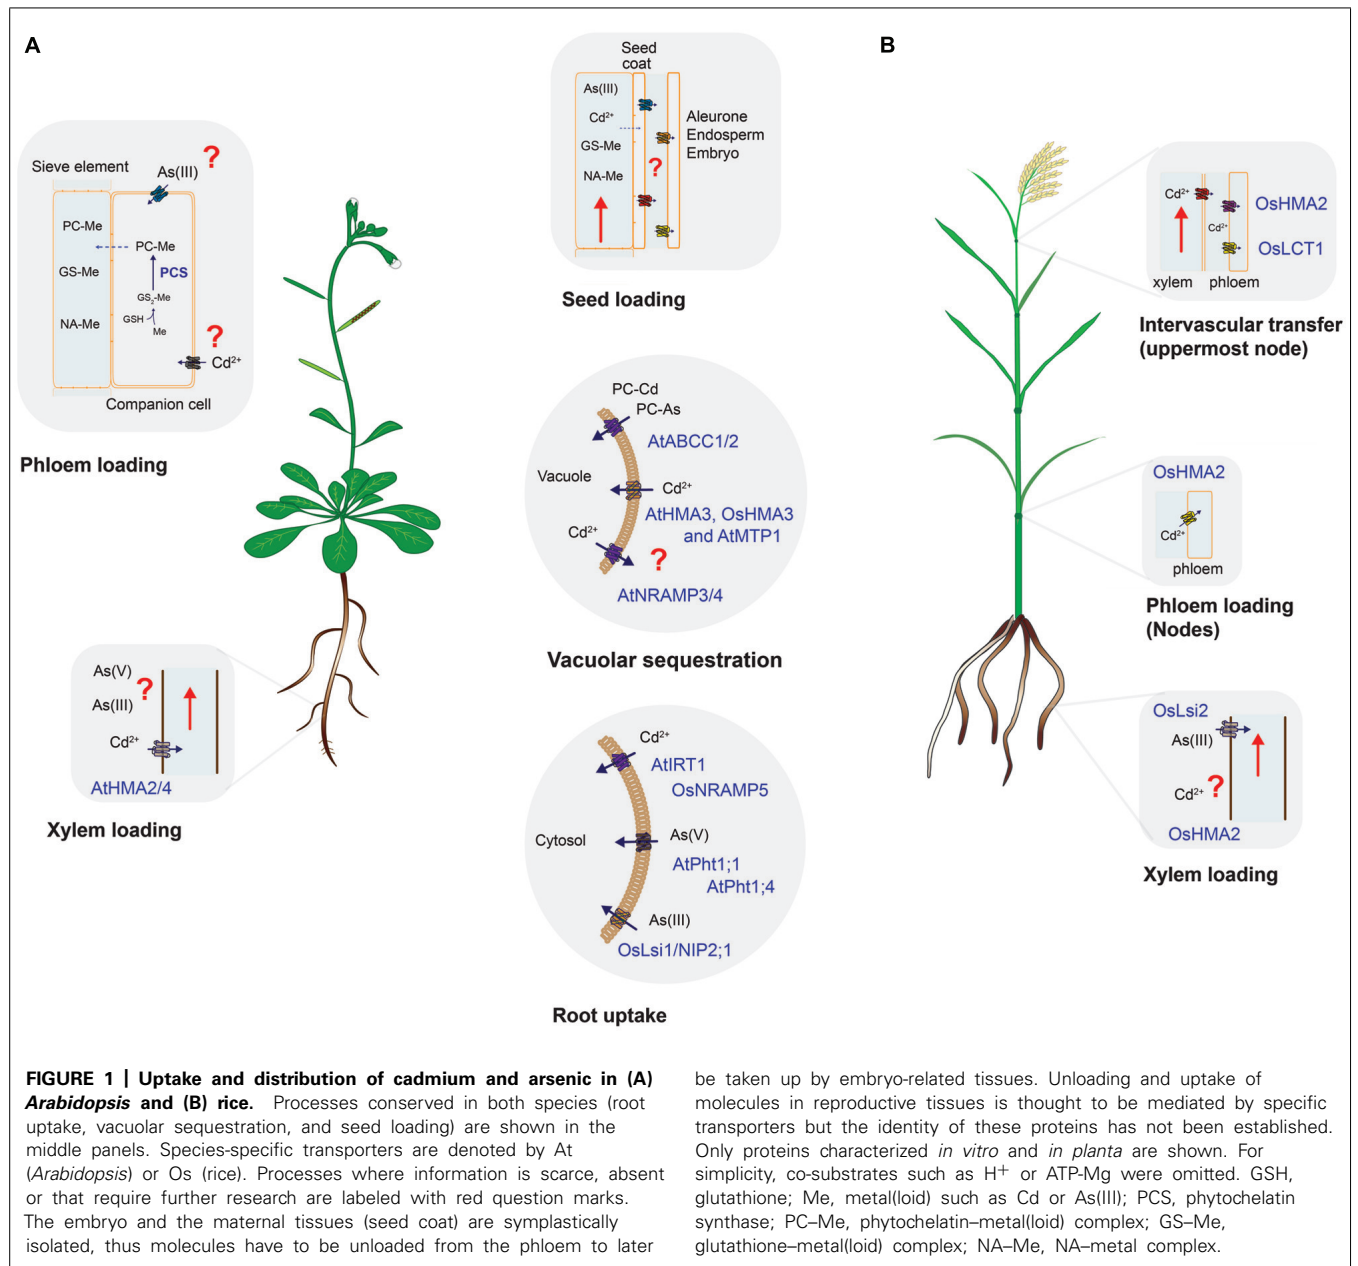 A
Sieve element
As(III)
?
PC-Me
PC-Me
GS-Me
PCS
GS2-Me
GSH
Me
NA-Me
?
Cd2+
Companion cell
Phloem loading
As(V)
?
As(III)
Cd2+
AtHMA2/4
Xylem loading
Seed
coat
As(III)
Cd2+
GS-Me
NA-Me
?
Aleurone
Endosperm
Embryo
Seed loading
PC-Cd
PC-As
AtABCC1/2
Vacuole
Cd2+
AtHMA3, OsHMA3
and AtMTP1
Cd2+
?
AtNRAMP3/4
Vacuolar sequestration
Cd2+
AtIRT1
OsNRAMP5
Cytosol
As(V)
AtPht1;1
AtPht1;4
As(III)
OsLsi1/NIP2;1
Root uptake
B
Cd2+
OsHMA2
Cd2+
OsLCT1
xylem phloem
Intervascular transfer
(uppermost node)
OsHMA2
Cd2+
phloem
Phloem loading
(Nodes)
OsLsi2
As(III)
Cd2+
?
OsHMA2
Xylem loading
FIGURE 1 | Uptake and distribution of cadmium and arsenic in (A)
Arabidopsis and (B) rice. Processes conserved in both species (root
uptake, vacuolar sequestration, and seed loading) are shown in the
middle panels. Species-specific transporters are denoted by At
(Arabidopsis) or Os (rice). Processes where information is scarce, absent
or that require further research are labeled with red question marks.
The embryo and the maternal tissues (seed coat) are symplastically
isolated, thus molecules have to be unloaded from the phloem to later
be taken up by embryo-related tissues. Unloading and uptake of
molecules in reproductive tissues is thought to be mediated by specific
transporters but the identity of these proteins has not been established.
Only proteins characterized in vitro and in planta are shown. For
simplicity, co-substrates such as H+ or ATP-Mg were omitted. GSH,
glutathione; Me, metal(loid) such as Cd or As(III); PCS, phytochelatin
synthase; PC–Me, phytochelatin–metal(loid) complex; GS–Me,
glutathione–metal(loid) complex; NA–Me, NA–metal complex.